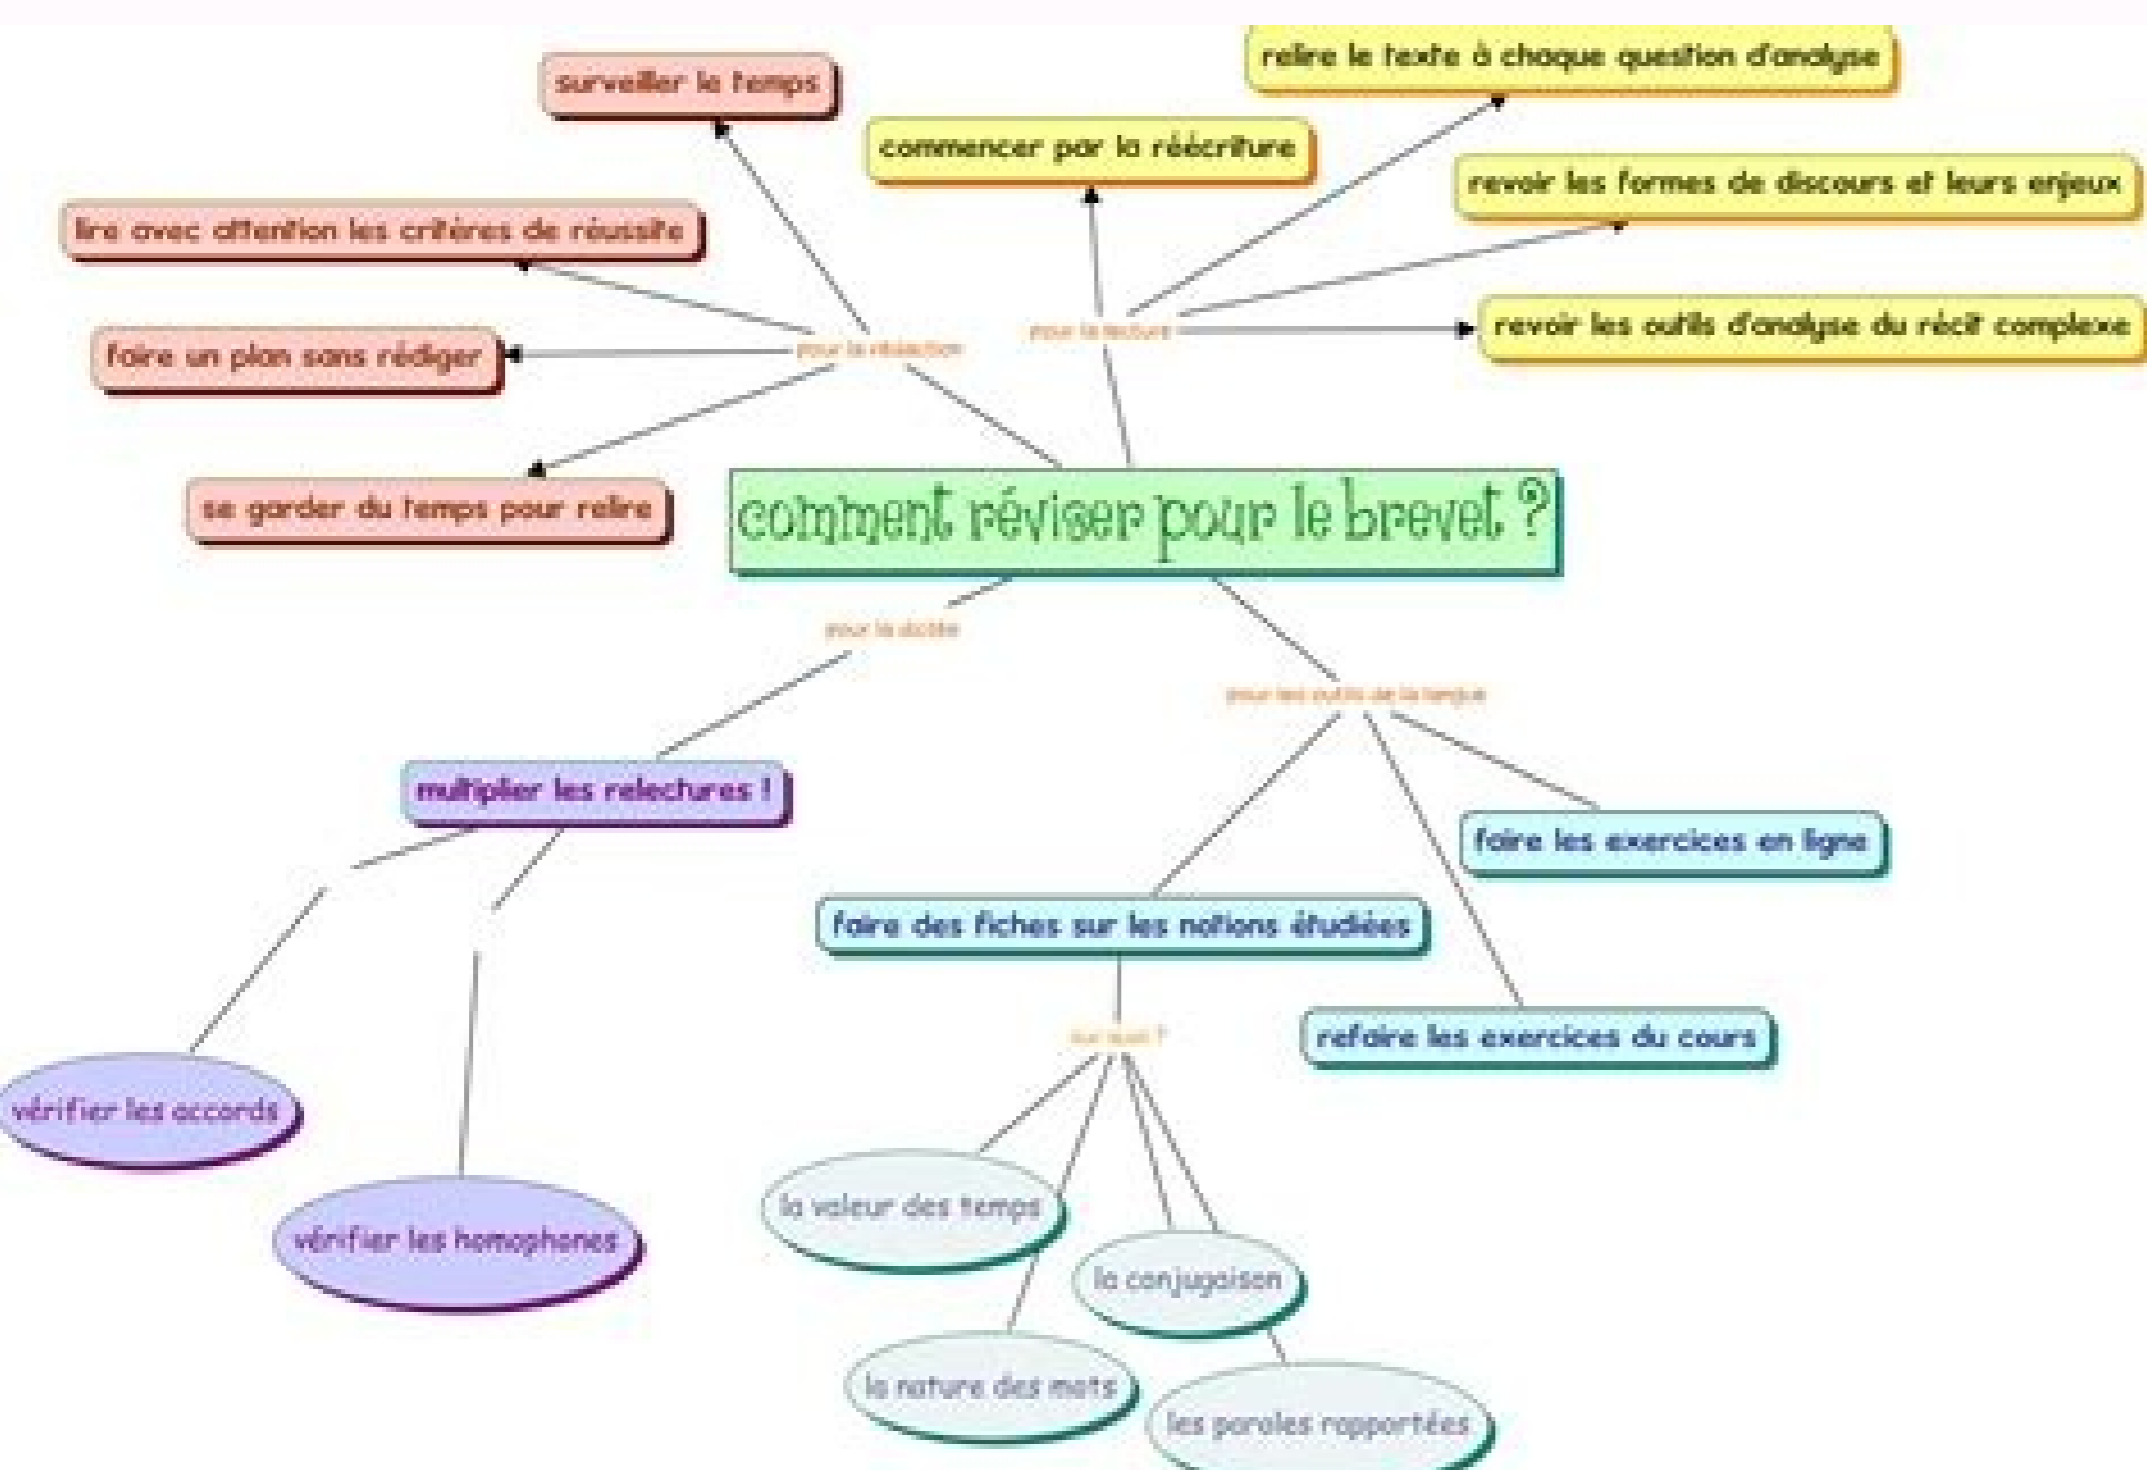 surveiller le temps
lire avec attention les critères de réussite
faire un plan sans rédiger
se garder du temps pour relire
pour la rédaction
commencer par la réécriture
relire le texte à chaque question d'analyse
revoir les formes de discours et leurs enjeux
revoir les outils d'analyse du récit complexe
pour la lecture
comment réviser pour le brevet ?
pour la dictée
multiplier les relectures !
vérifier les accords
vérifier les homophones
pour les outils de la langue
faire les exercices en ligne
faire des fiches sur les notions étudiées
refaire les exercices du cours
sur quoi ?
la valeur des temps
la conjugaison
la nature des mots
les paroles rapportées